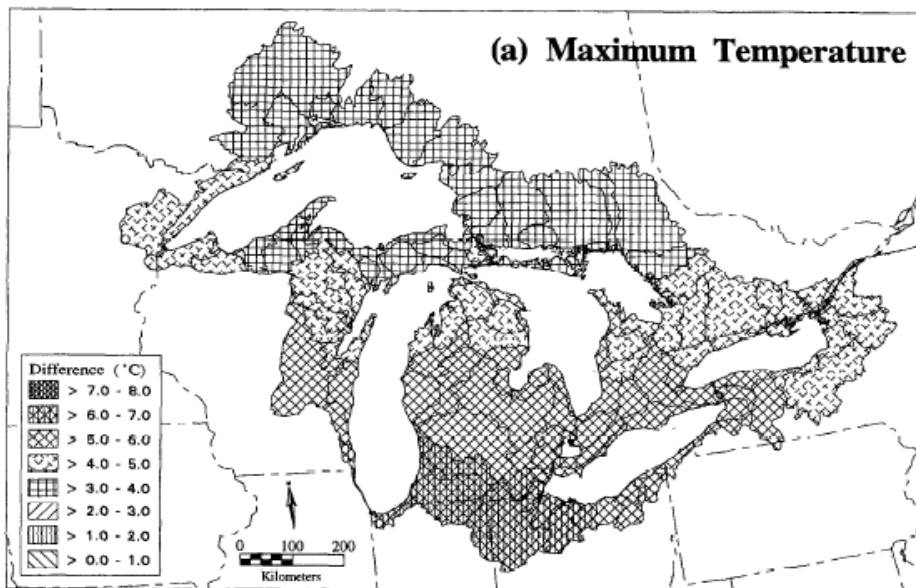 (a) Maximum Temperature
Difference (°C)
> 7.0 - 8.0
> 6.0 - 7.0
> 5.0 - 6.0
> 4.0 - 5.0
> 3.0 - 4.0
> 2.0 - 3.0
> 1.0 - 2.0
> 0.0 - 1.0
0 100 200
Kilometers